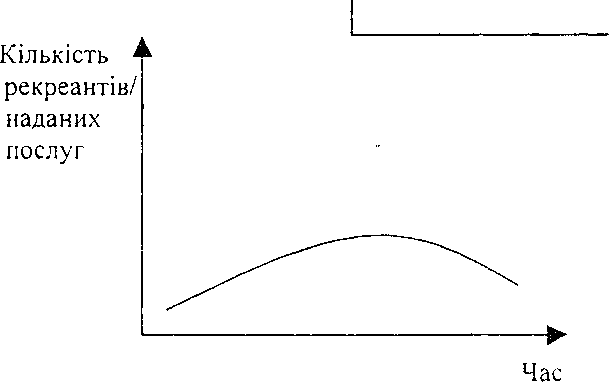 Кількість
рекреантів/
наданих
послуг
Час